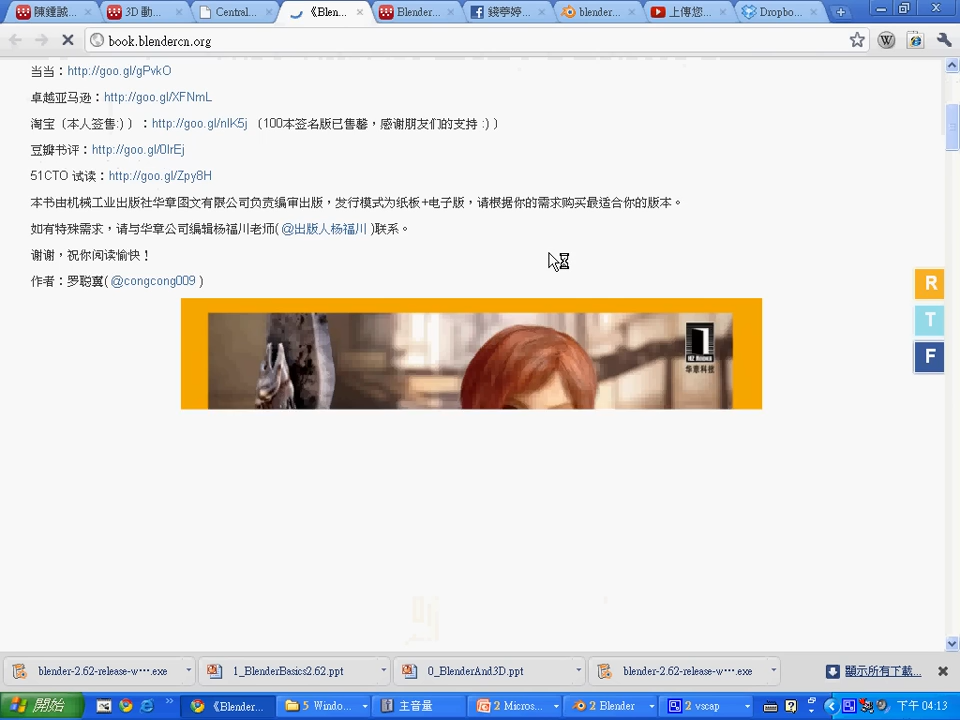 陳鍾誠...
3D 動...
Central...
《Blen...
Blender...
錢學婷...
blender...
上傳您...
Dropbo...
book.blendercn.org
当当：http://goo.gl/gPvkO
卓越亚马逊：http://goo.gl/XFNmL
淘宝（本人签售:)）：http://goo.gl/nlK5j （100本签名版已售罄，感谢朋友们的支持 :) ）
豆瓣书评：http://goo.gl/0IrEj
51CTO 试读：http://goo.gl/Zpy8H
本书由机械工业出版社华章图文有限公司负责编审出版，发行模式为纸板+电子版，请根据你的需求购买最适合你的版本。
如有特殊需求，请与华章公司编辑杨福川老师( @出版人杨福川 )联系。
谢谢，祝你阅读愉快！
作者：罗聪翼( @congcong009 )
华章科技
R
T
F
blender-2.62-release-w···.exe
1_BlenderBasics2.62.ppt
0_BlenderAnd3D.ppt
blender-2.62-release-w···.exe
顯示所有下載...
開始
《Blender...
5 Windo...
主音量
2 Micros...
2 Blender
2 vscap
下午 04:13